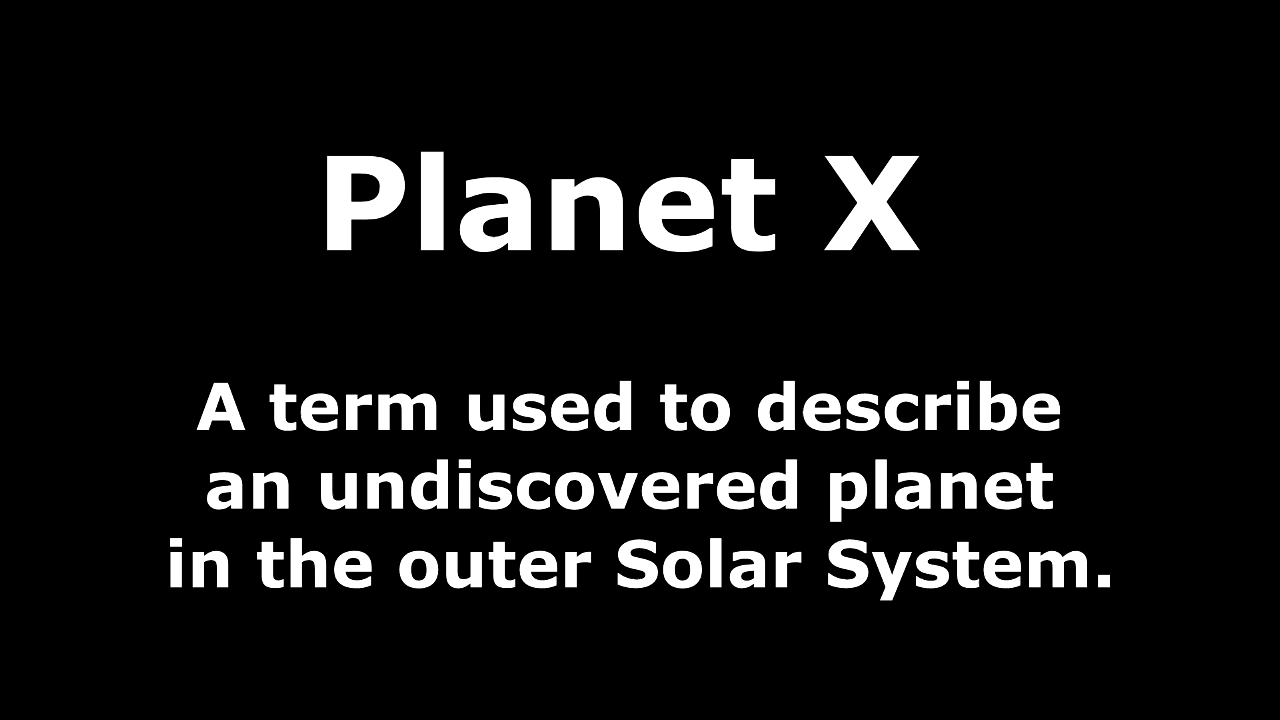 Planet X
A term used to describe
an undiscovered planet
in the outer Solar System.